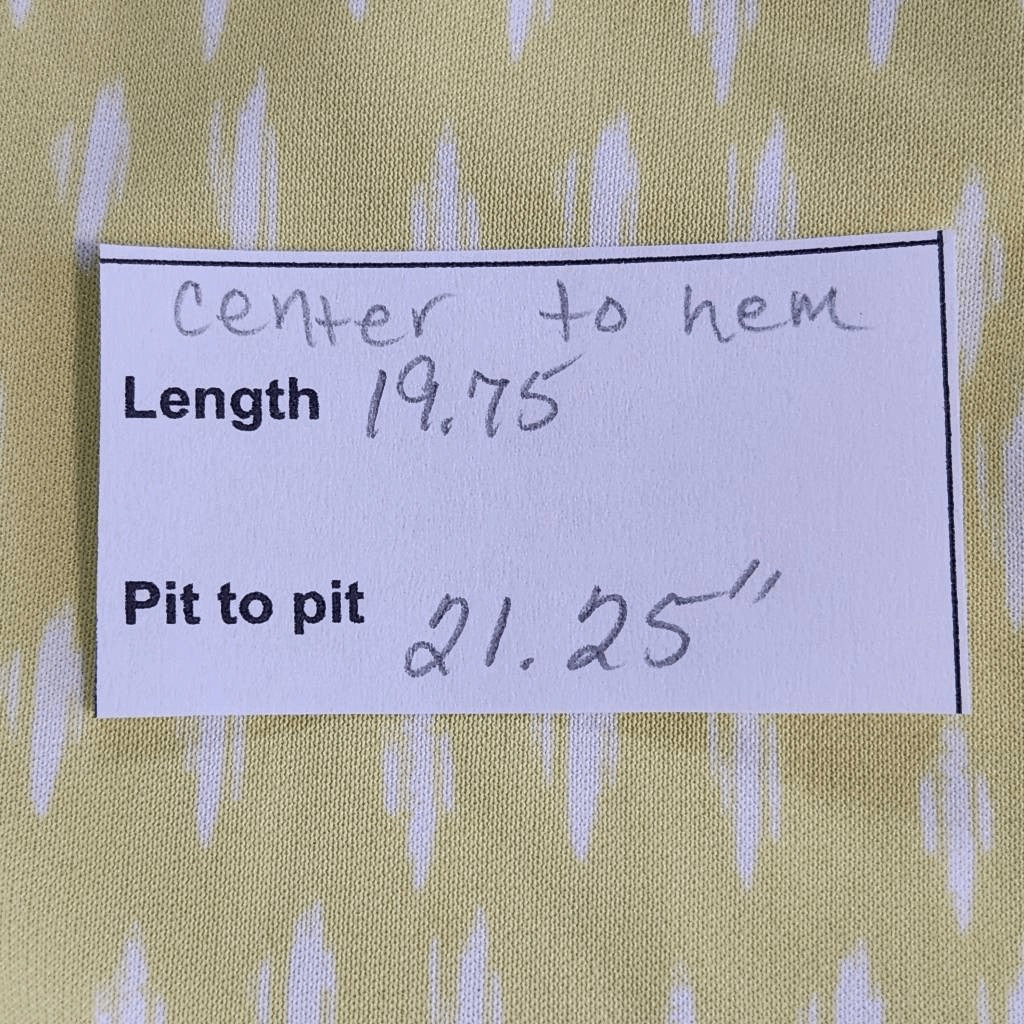 center to hem
Length 19.75
Pit to pit 21.25"